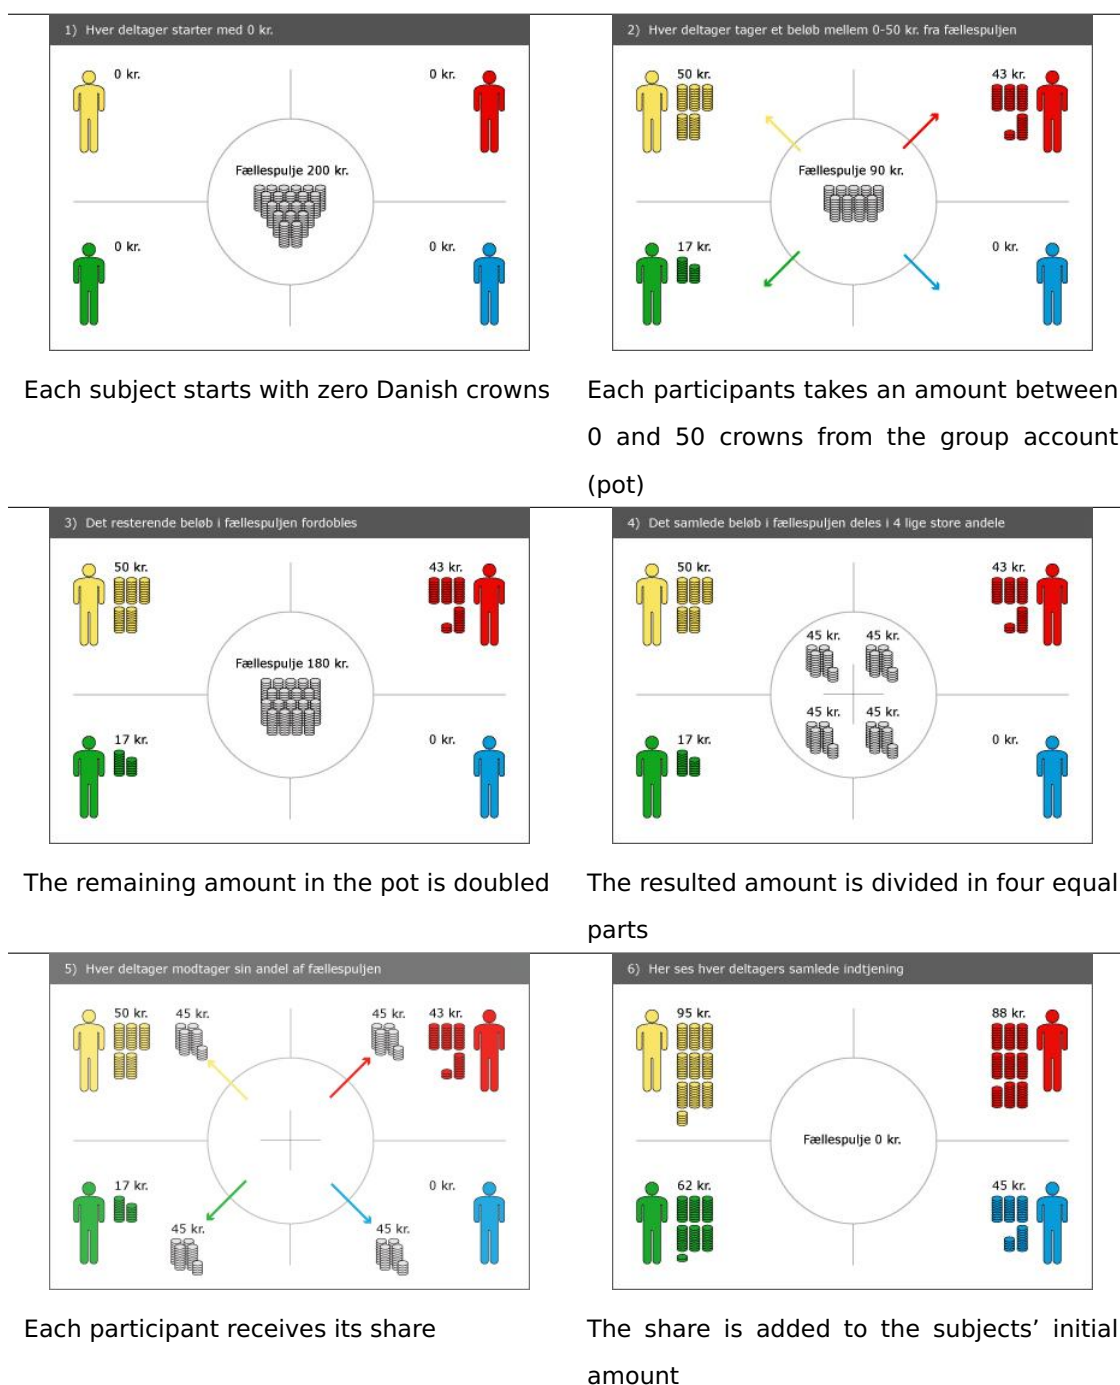 1) Hver deltager starter med 0 kr.
0 kr.
0 kr.
Fællespulje 200 kr.
0 kr.
0 kr.
Each subject starts with zero Danish crowns
2) Hver deltager tager et beløb mellem 0-50 kr. fra fællespuljen
50 kr.
43 kr.
Fællespulje 90 kr.
17 kr.
0 kr.
Each participants takes an amount between
0 and 50 crowns from the group account
(pot)
3) Det resterende beløb i fællespuljen fordobles
50 kr.
43 kr.
Fællespulje 180 kr.
17 kr.
0 kr.
The remaining amount in the pot is doubled
4) Det samlede beløb i fællespuljen deles i 4 lige store andele
50 kr.
43 kr.
45 kr.
45 kr.
45 kr.
45 kr.
17 kr.
0 kr.
The resulted amount is divided in four equal
parts
5) Hver deltager modtager sin andel af fællespuljen
50 kr.
45 kr.
45 kr.
43 kr.
17 kr.
0 kr.
45 kr.
45 kr.
Each participant receives its share
6) Her ses hver deltagers samlede indtjening
95 kr.
88 kr.
Fællespulje 0 kr.
62 kr.
45 kr.
The share is added to the subjects’ initial
amount